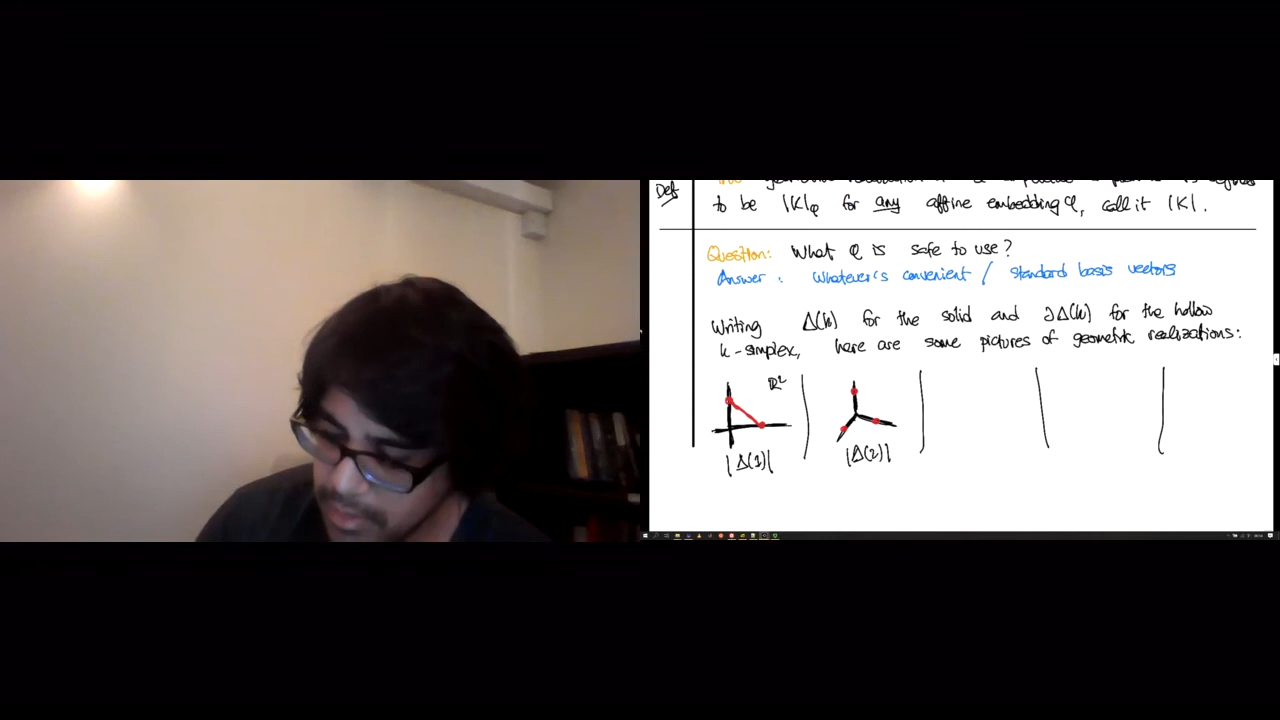 Def
to be |K|φ for any affine embedding φ, call it |K|.
Question: What φ is safe to use?
Answer: Whatever's convenient / standard basis vectors
Writing Δ(k) for the solid and ∂Δ(k) for the hollow
k-simplex, here are some pictures of geometric realizations:
ℝ²
|Δ(1)| |Δ(2)|